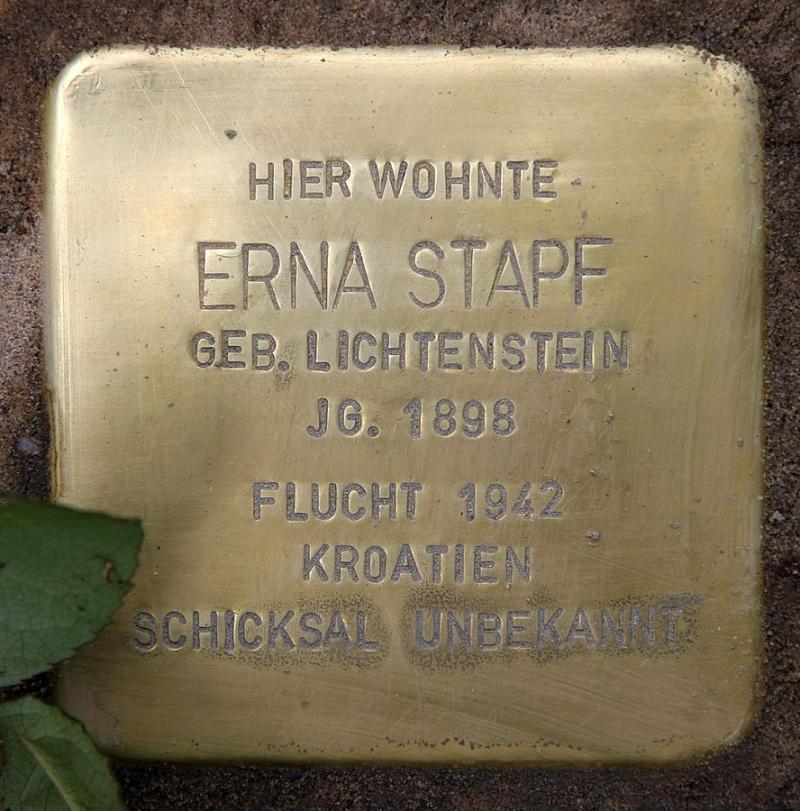 HIER WOHNTE
ERNA STAPF
GEB. LICHTENSTEIN
JG. 1898
FLUCHT 1942
KROATIEN
SCHICKSAL UNBEKANNT